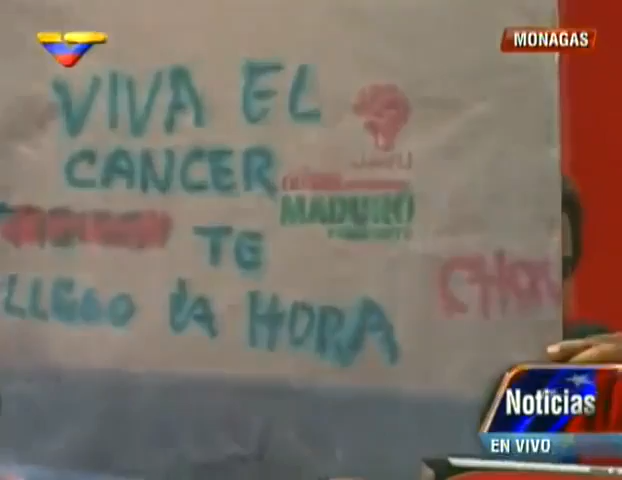 MONAGAS
VIVA EL
CANCER
MADURO
TE
LLEGO LA HORA
Noticias
EN VIVO